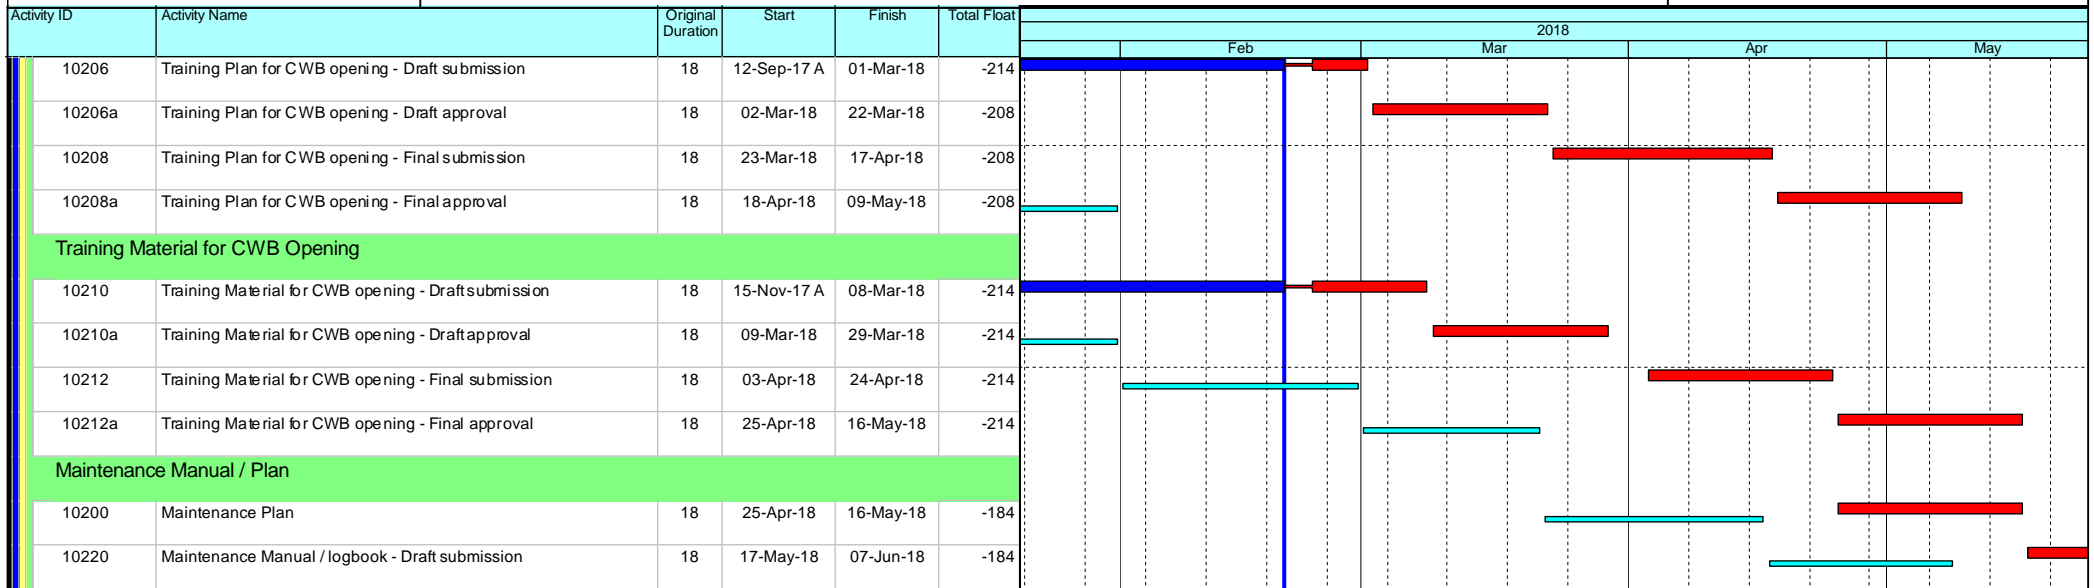 Activity ID Activity Name Original Duration Start Finish Total Float
2018
Feb Mar Apr May
10206 Training Plan for CWB opening - Draft submission 18 12-Sep-17 A 01-Mar-18 -214
10206a Training Plan for CWB opening - Draft approval 18 02-Mar-18 22-Mar-18 -208
10208 Training Plan for CWB opening - Final submission 18 23-Mar-18 17-Apr-18 -208
10208a Training Plan for CWB opening - Final approval 18 18-Apr-18 09-May-18 -208
Training Material for CWB Opening
10210 Training Material for CWB opening - Draft submission 18 15-Nov-17 A 08-Mar-18 -214
10210a Training Material for CWB opening - Draft approval 18 09-Mar-18 29-Mar-18 -214
10212 Training Material for CWB opening - Final submission 18 03-Apr-18 24-Apr-18 -214
10212a Training Material for CWB opening - Final approval 18 25-Apr-18 16-May-18 -214
Maintenance Manual / Plan
10200 Maintenance Plan 18 25-Apr-18 16-May-18 -184
10220 Maintenance Manual / logbook - Draft submission 18 17-May-18 07-Jun-18 -184